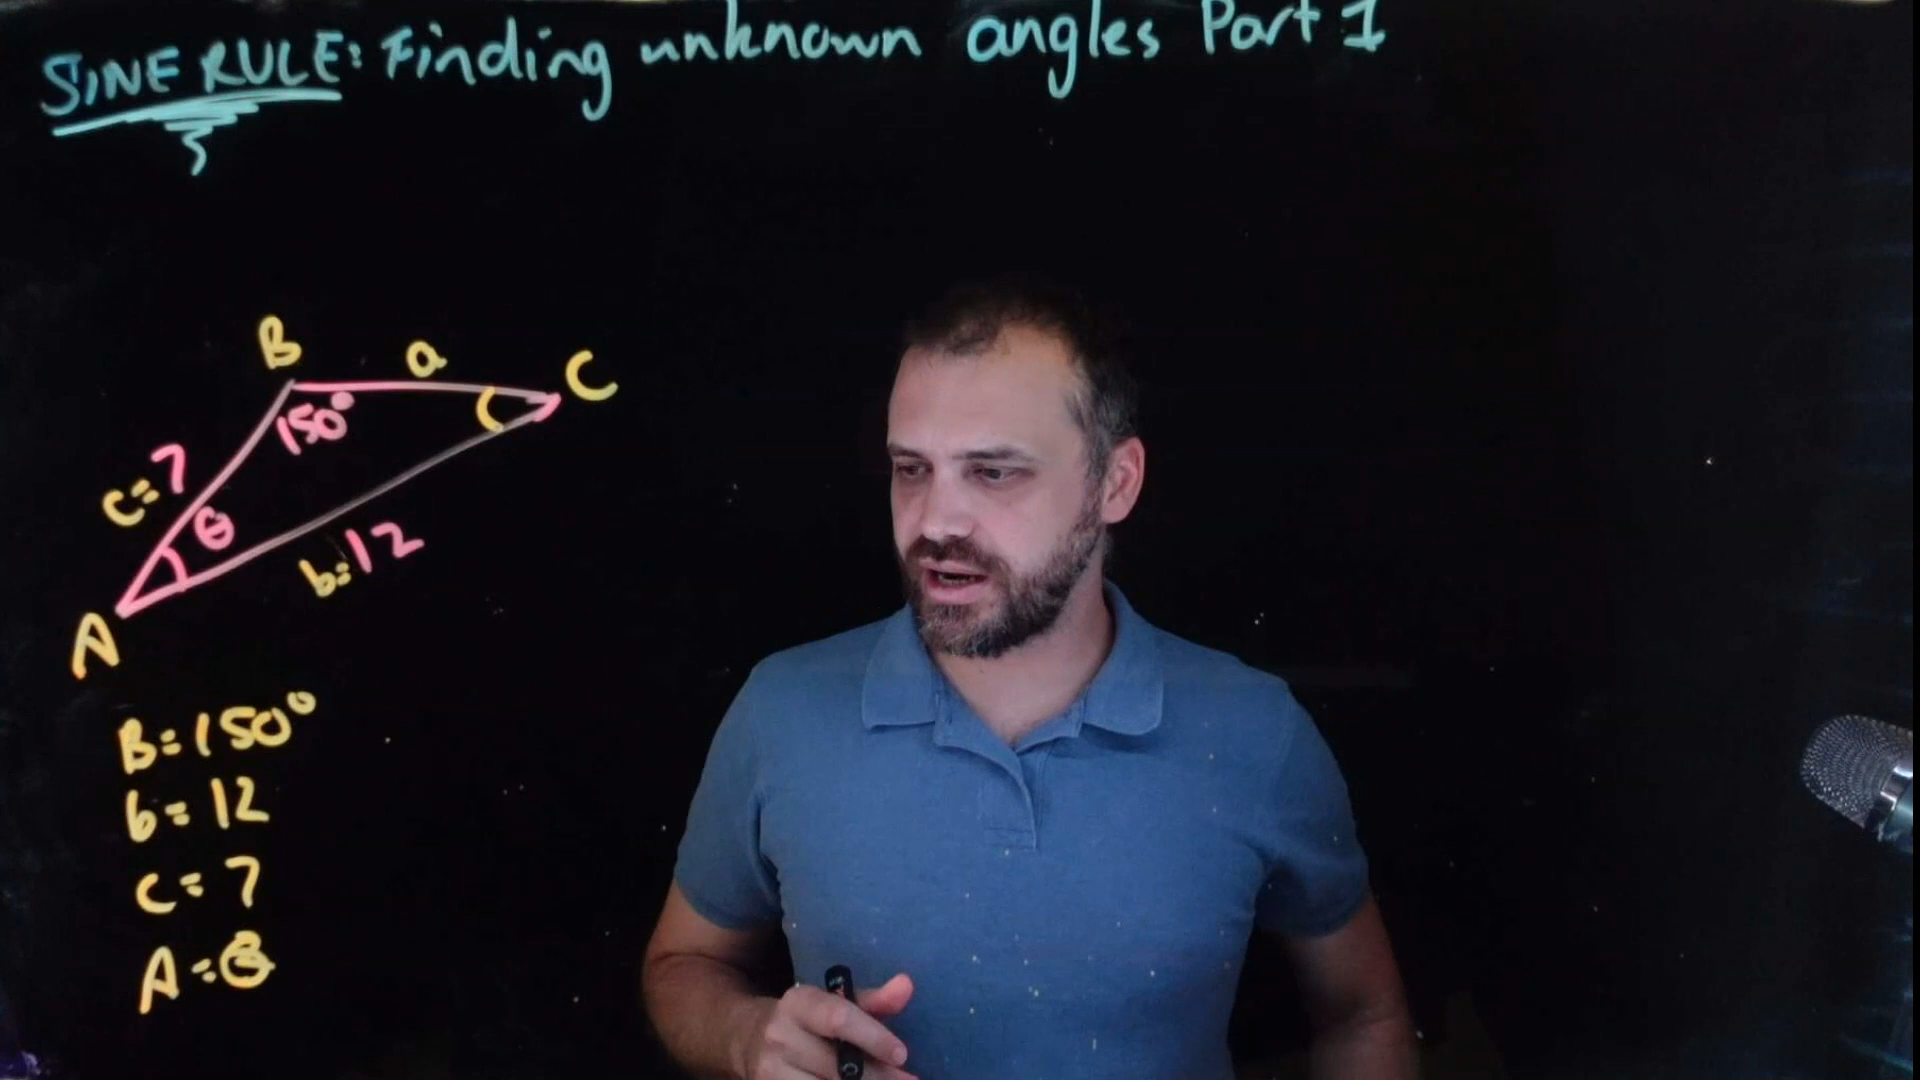 SINE RULE: Finding unknown angles Part 1
B
a
C
150°
c=7
θ
b=12
A
B=150°
b=12
c=7
A=θ